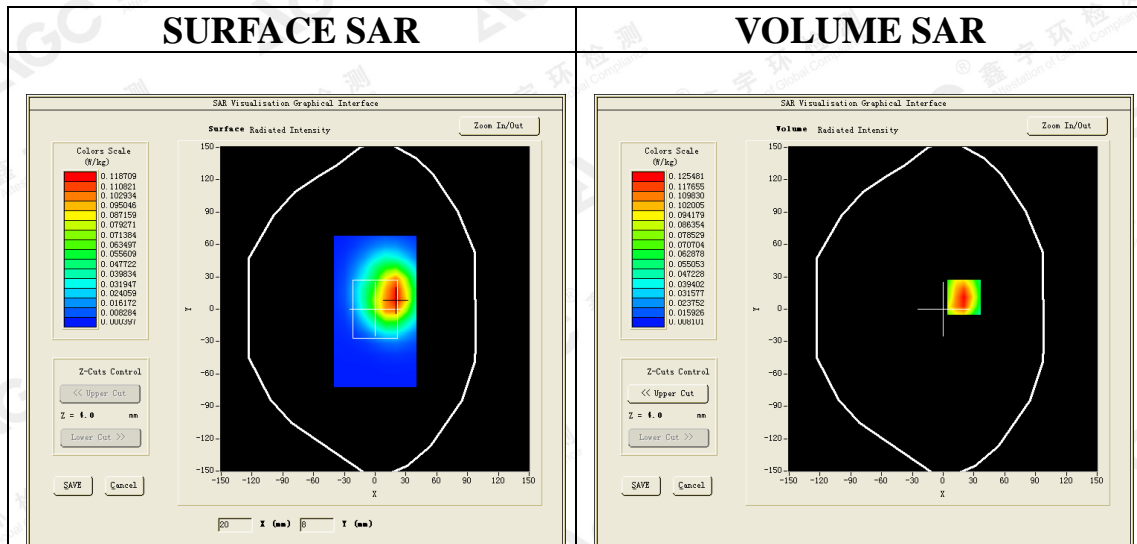 SURFACE SAR
VOLUME SAR
SAR Visualisation Graphical Interface
Surface Radiated Intensity
Zoom In/Out
Colors Scale
(W/kg)
0.118709
0.110821
0.102934
0.095046
0.087159
0.079271
0.071384
0.063497
0.055609
0.047722
0.039834
0.031947
0.024059
0.016172
0.008284
0.000397
150
120
90
60
30
0
-30
-60
-90
-120
-150
Y
-150 -120 -90 -60 -30 0 30 60 90 120 150
X
Z-Cuts Control
<< Upper Cut
Z = 4.0 mm
Lower Cut >>
SAVE
Cancel
20 X (mm) 8 Y (mm)
SAR Visualisation Graphical Interface
Volume Radiated Intensity
Zoom In/Out
Colors Scale
(W/kg)
0.125481
0.117655
0.109830
0.102005
0.094179
0.086354
0.078529
0.070704
0.062878
0.055053
0.047228
0.039402
0.031577
0.023752
0.015926
0.008101
150
120
90
60
30
0
-30
-60
-90
-120
-150
Y
-150 -120 -90 -60 -30 0 30 60 90 120 150
X
Z-Cuts Control
<< Upper Cut
Z = 4.0 mm
Lower Cut >>
SAVE
Cancel